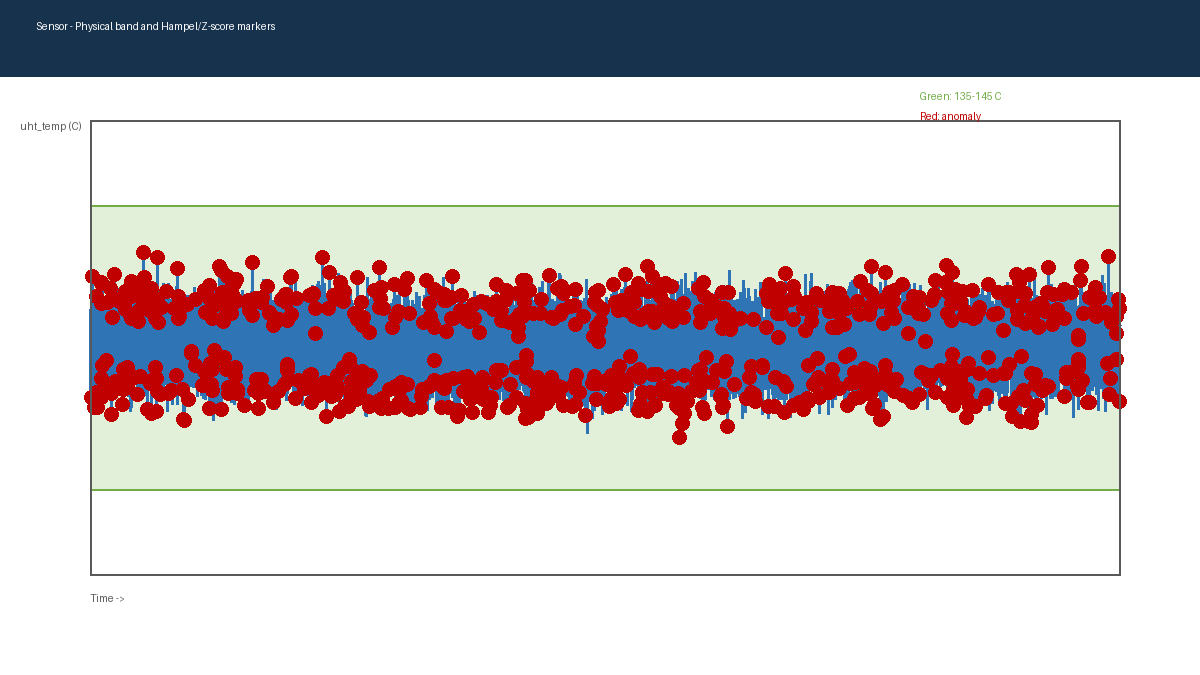 Sensor - Physical band and Hampel/Z-score markers
Green: 135-145 C
Red: anomaly
uht_temp (C)
Time ->